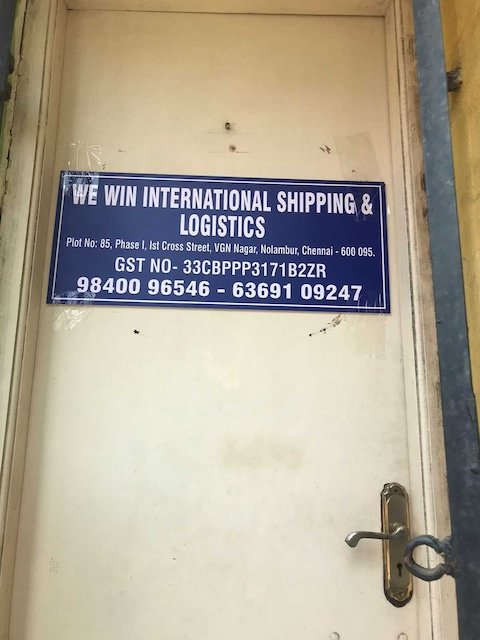 WE WIN INTERNATIONAL SHIPPING &
LOGISTICS
Plot No: 85, Phase I, Ist Cross Street, VGN Nagar, Nolambur, Chennai - 600 095.
GST NO- 33CBPPP3171B2ZR
98400 96546 - 63691 09247